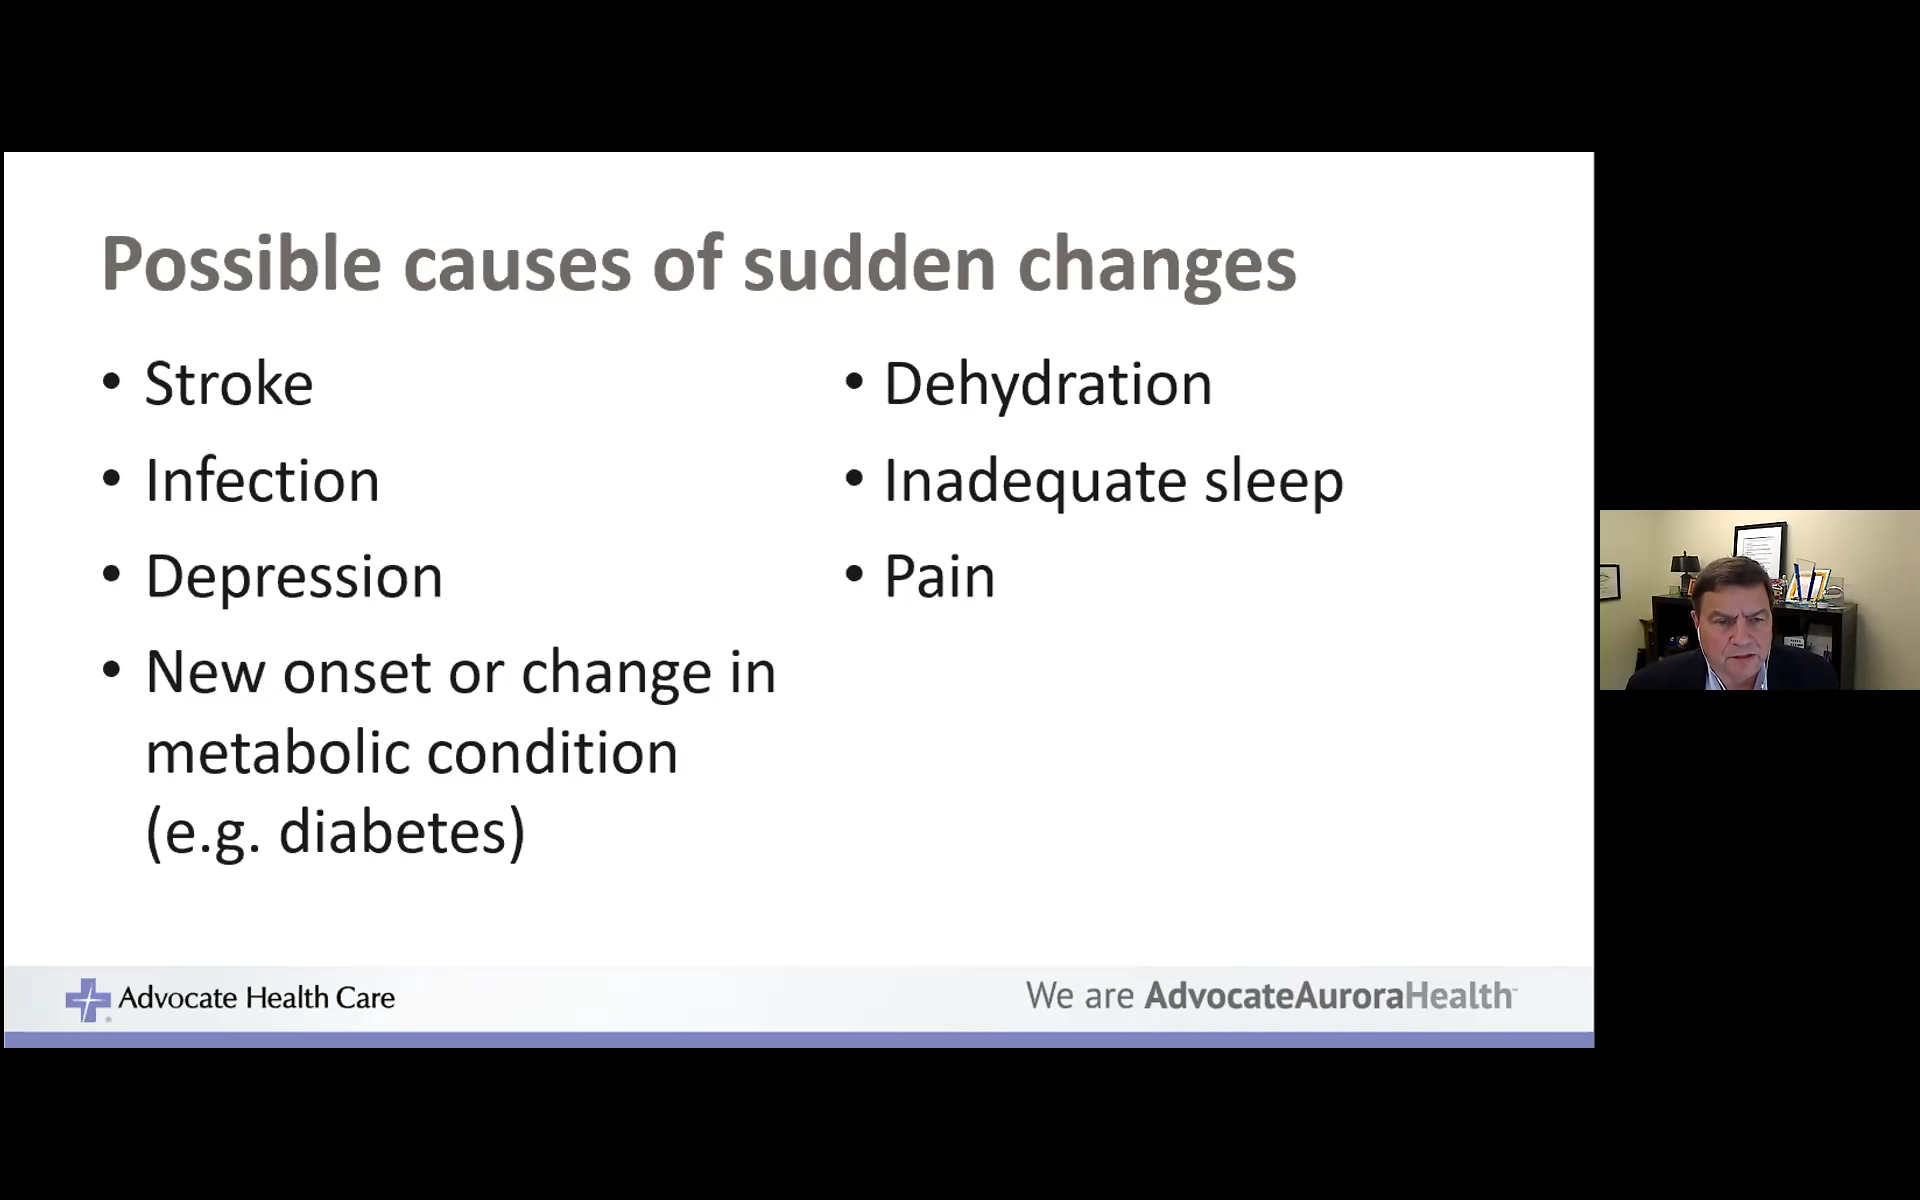 Possible causes of sudden changes
• Stroke
• Infection
• Depression
• New onset or change in
metabolic condition
(e.g. diabetes)
• Dehydration
• Inadequate sleep
• Pain
Advocate Health Care
We are AdvocateAuroraHealth